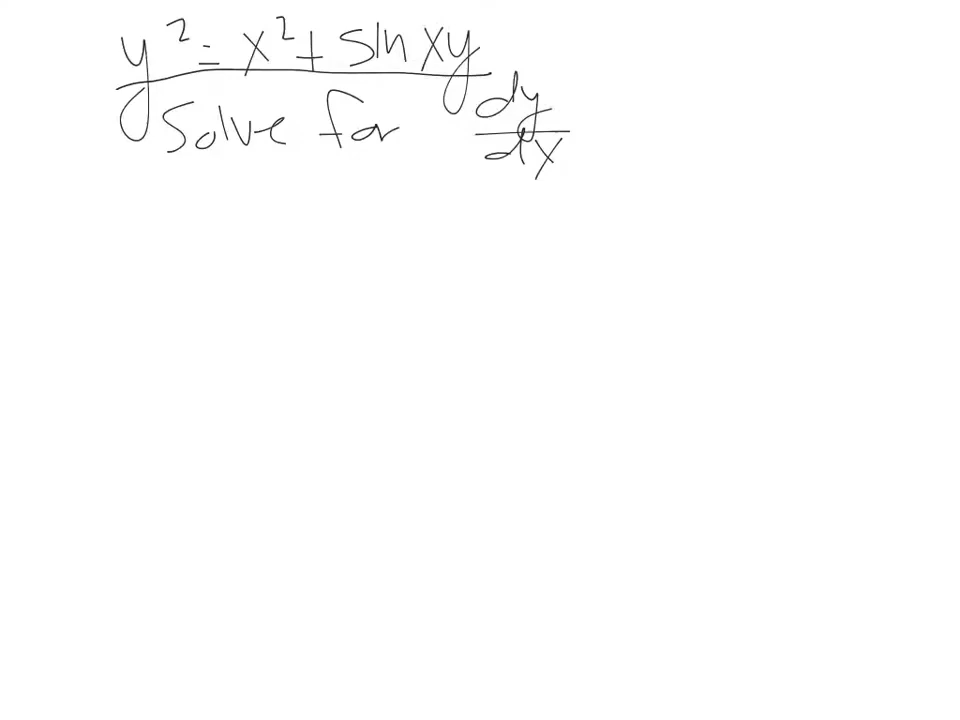 y² = x² + sin xy
Solve for dy/dx